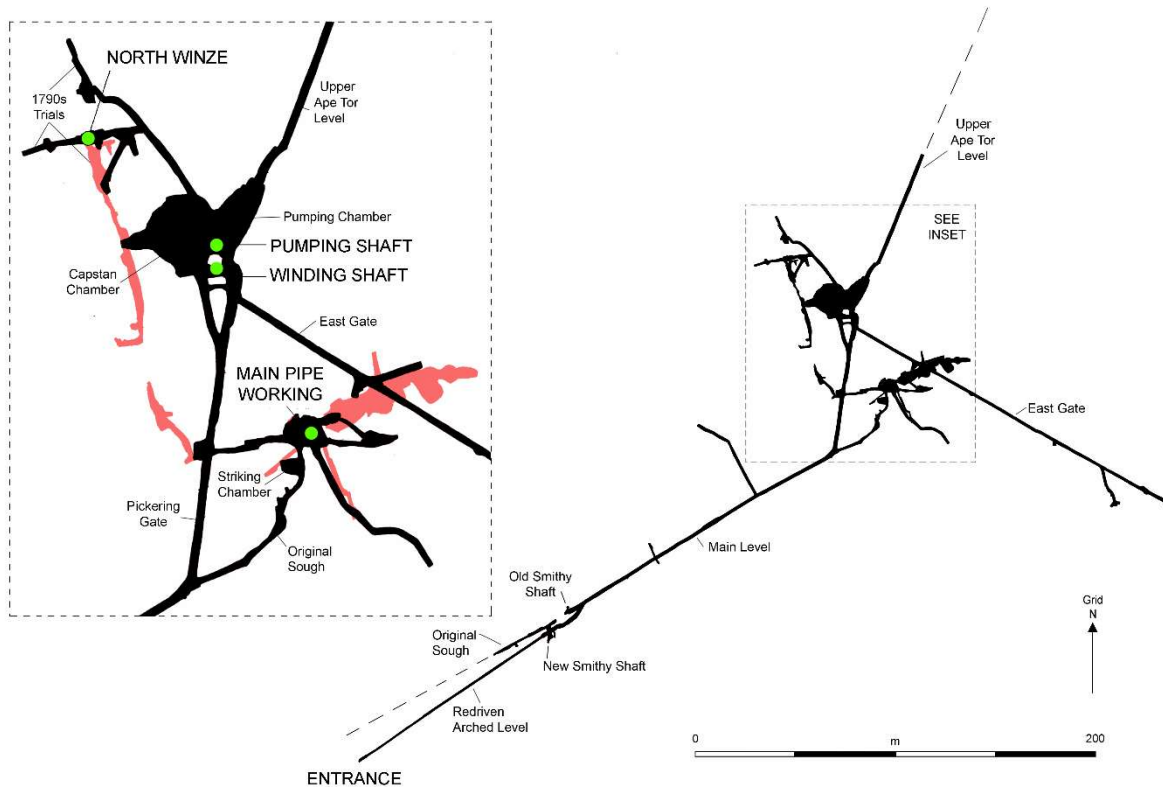 NORTH WINZE
1790s
Trials
Upper
Ape Tor
Level
Pumping Chamber
PUMPING SHAFT
WINDING SHAFT
Capstan
Chamber
East Gate
MAIN PIPE
WORKING
Striking
Chamber
Pickering
Gate
Original
Sough
Upper
Ape Tor
Level
SEE
INSET
East Gate
Main Level
Old Smithy
Shaft
Original
Sough
New Smithy Shaft
Redriven
Arched Level
ENTRANCE
Grid
N
0
m
200